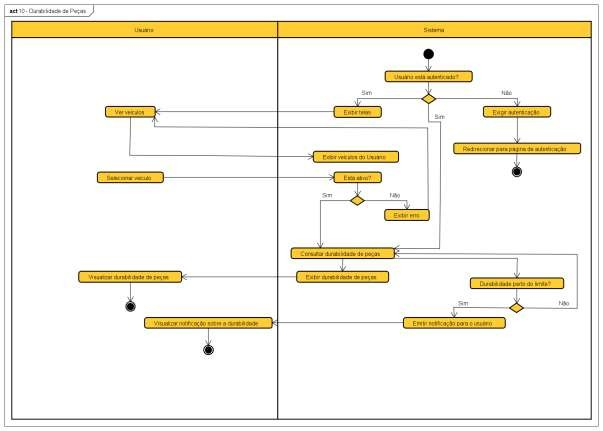 act 10 - Durabilidade de Peças
Usuário
Sistema
Usuário está autenticado?
Sim
Não
Ver veículos
Exibir telas
Sim
Exigir autenticação
Redirecionar para página de autenticação
Exibir veículos do Usuário
Selecionar veículo
Está ativo?
Sim
Não
Exibir erro
Consultar durabilidade de peças
Visualizar durabilidade de peças
Exibir durabilidade de peças
Durabilidade perto do limite?
Sim
Não
Visualizar notificação sobre a durabilidade
Emitir notificação para o usuário